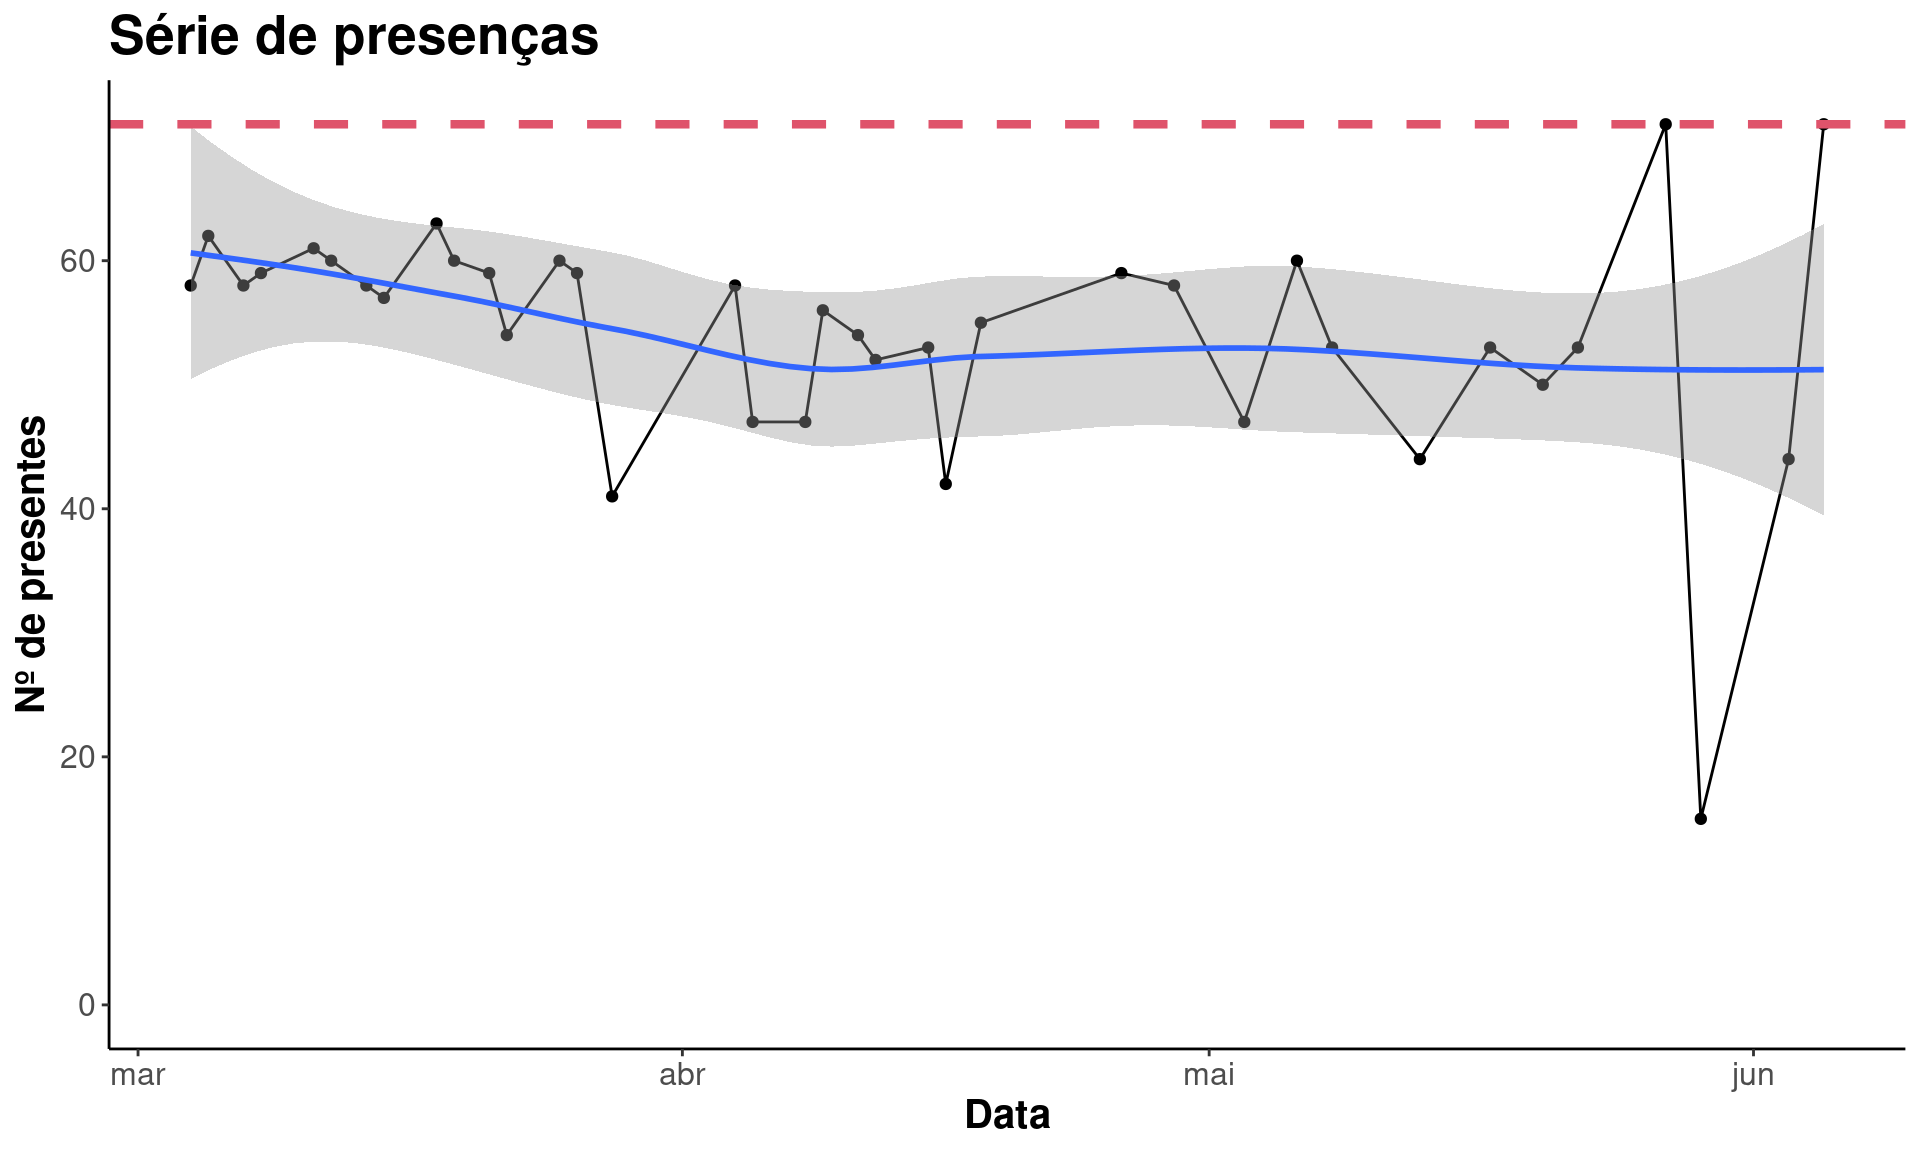 Série de presenças
Nº de presentes
60
40
20
0
mar
abr
mai
jun
Data